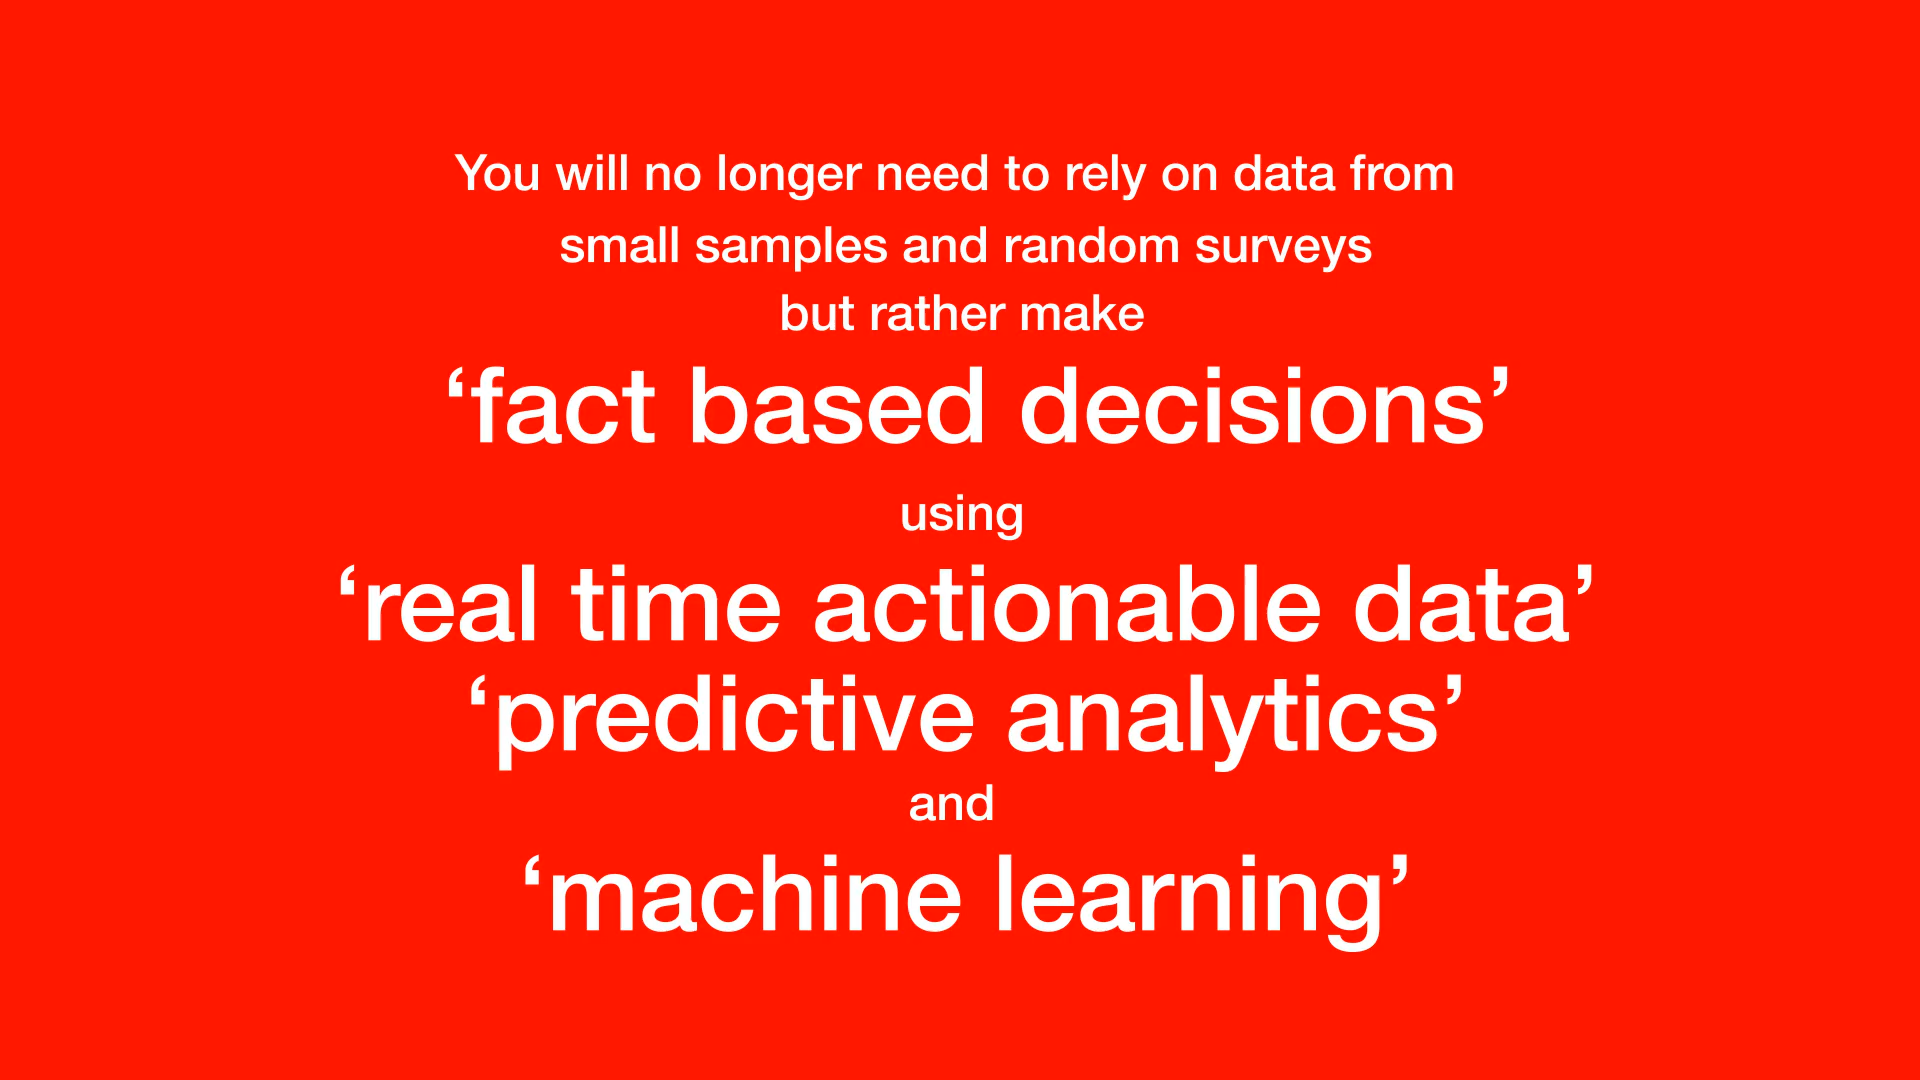 You will no longer need to rely on data from
small samples and random surveys
but rather make
‘fact based decisions’
using
‘real time actionable data’
‘predictive analytics’
and
‘machine learning’